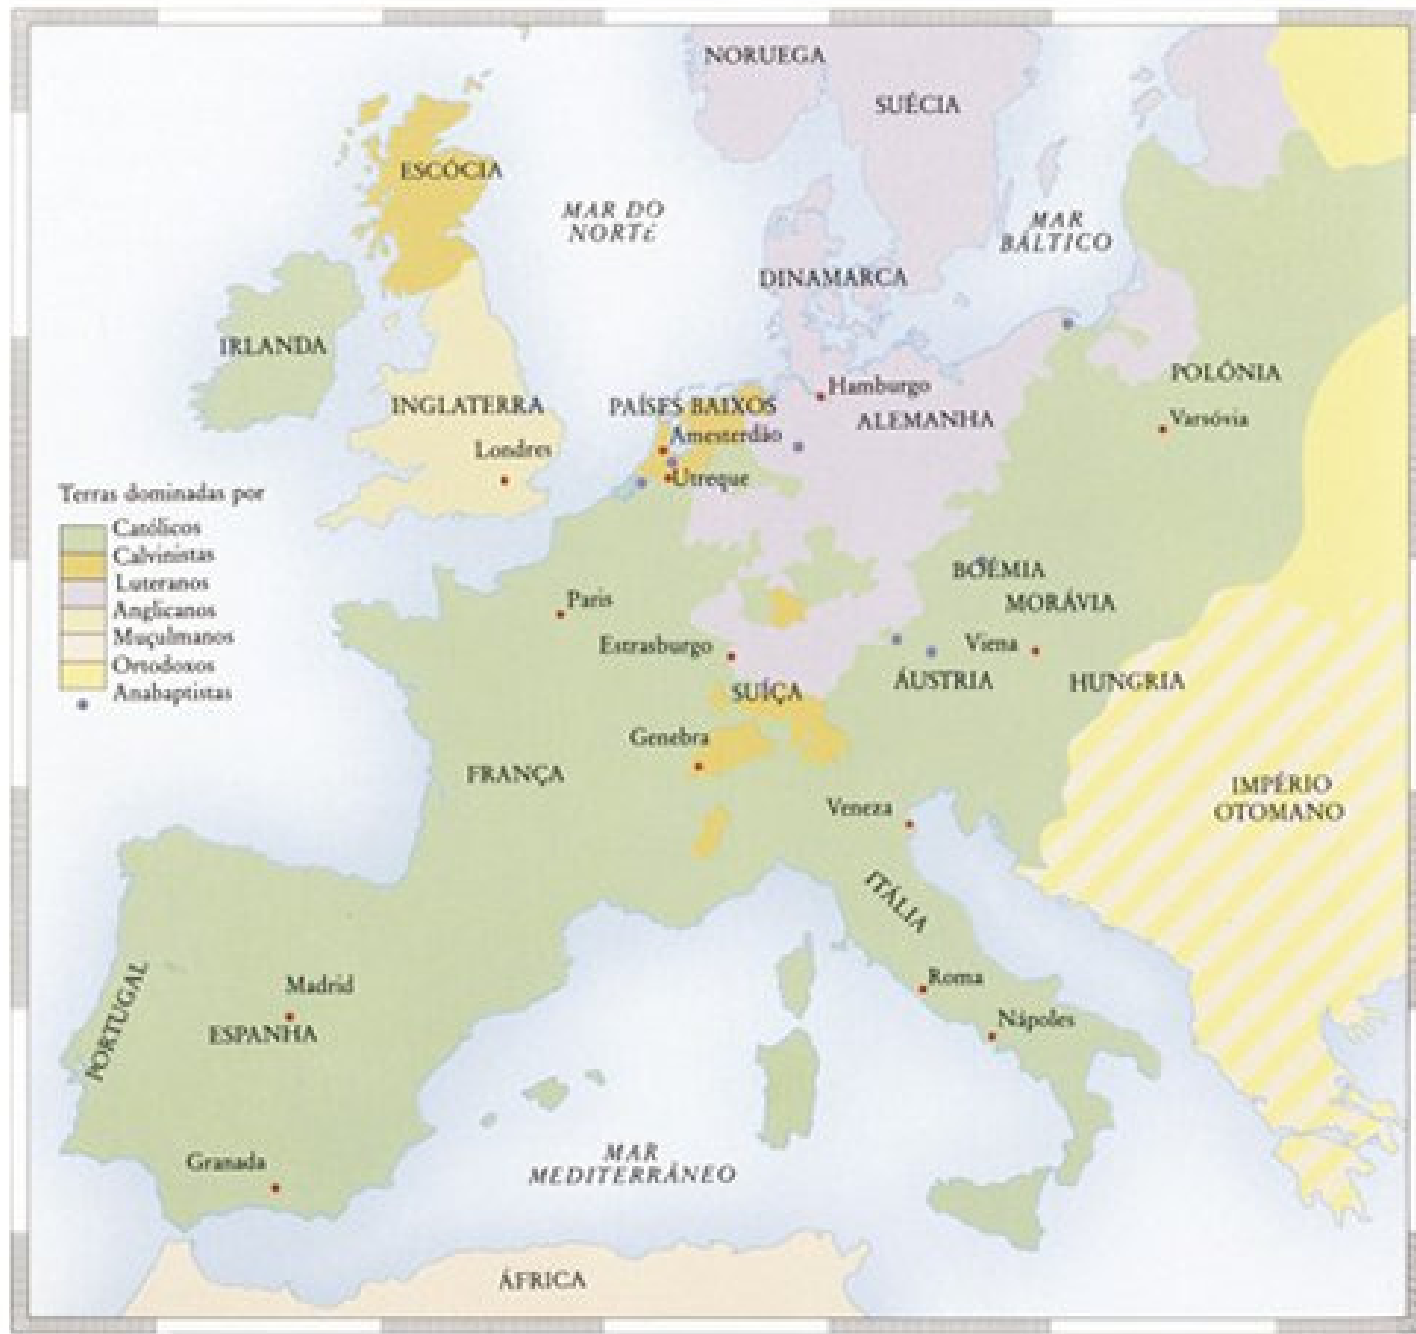 NORUEGA
SUÉCIA
ESCÓCIA
MAR DO
NORTE
MAR
BÁLTICO
DINAMARCA
IRLANDA
POLÓNIA
Hamburgo
INGLATERRA
PAÍSES BAIXOS
ALEMANHA
Varsóvia
Amesterdão
Londres
Utreque
Terras dominadas por
Católicos
Calvinistas
Luteranos
Anglicanos
Muçulmanos
Ortodoxos
Anabaptistas
BOÉMIA
MORÁVIA
Paris
Estrasburgo
Viena
SUÍÇA
ÁUSTRIA
HUNGRIA
Genebra
FRANÇA
IMPÉRIO
OTOMANO
Veneza
ITÁLIA
PORTUGAL
Madrid
Roma
ESPANHA
Nápoles
MAR
MEDITERRÂNEO
Granada
ÁFRICA